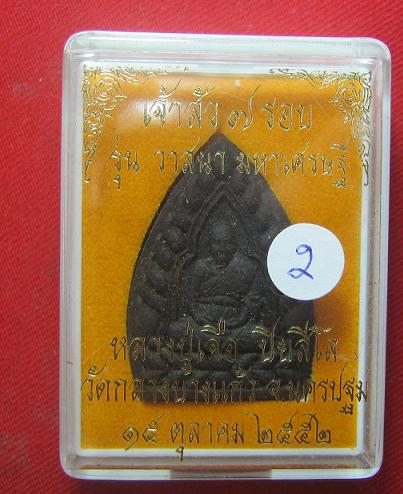 เจ้าสัว ๗ รอบ
รุ่น วาสนา มหาเศรษฐี
2
หลวงปู่เจือ ปิยสีโล
วัดกลางบางแก้ว จ.นครปฐม
๑๕ ตุลาคม ๒๕๕๒